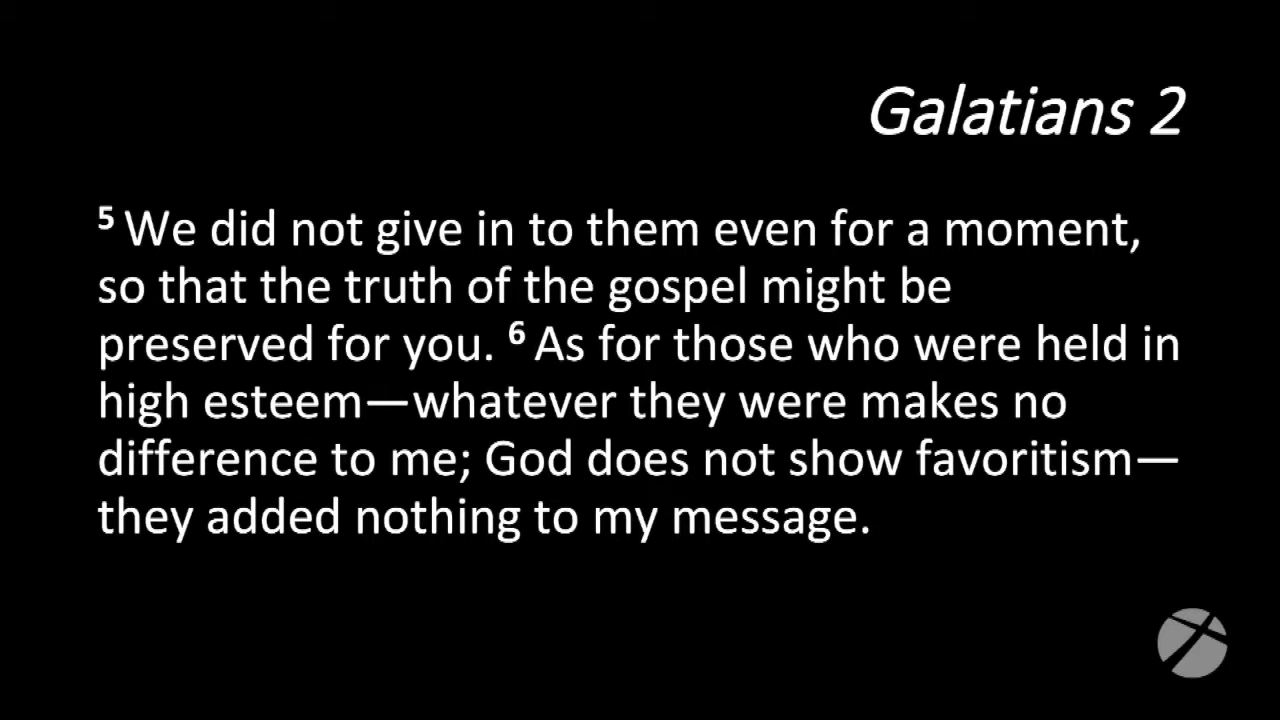 Galatians 2
⁵ We did not give in to them even for a moment,
so that the truth of the gospel might be
preserved for you. ⁶ As for those who were held in
high esteem—whatever they were makes no
difference to me; God does not show favoritism—
they added nothing to my message.